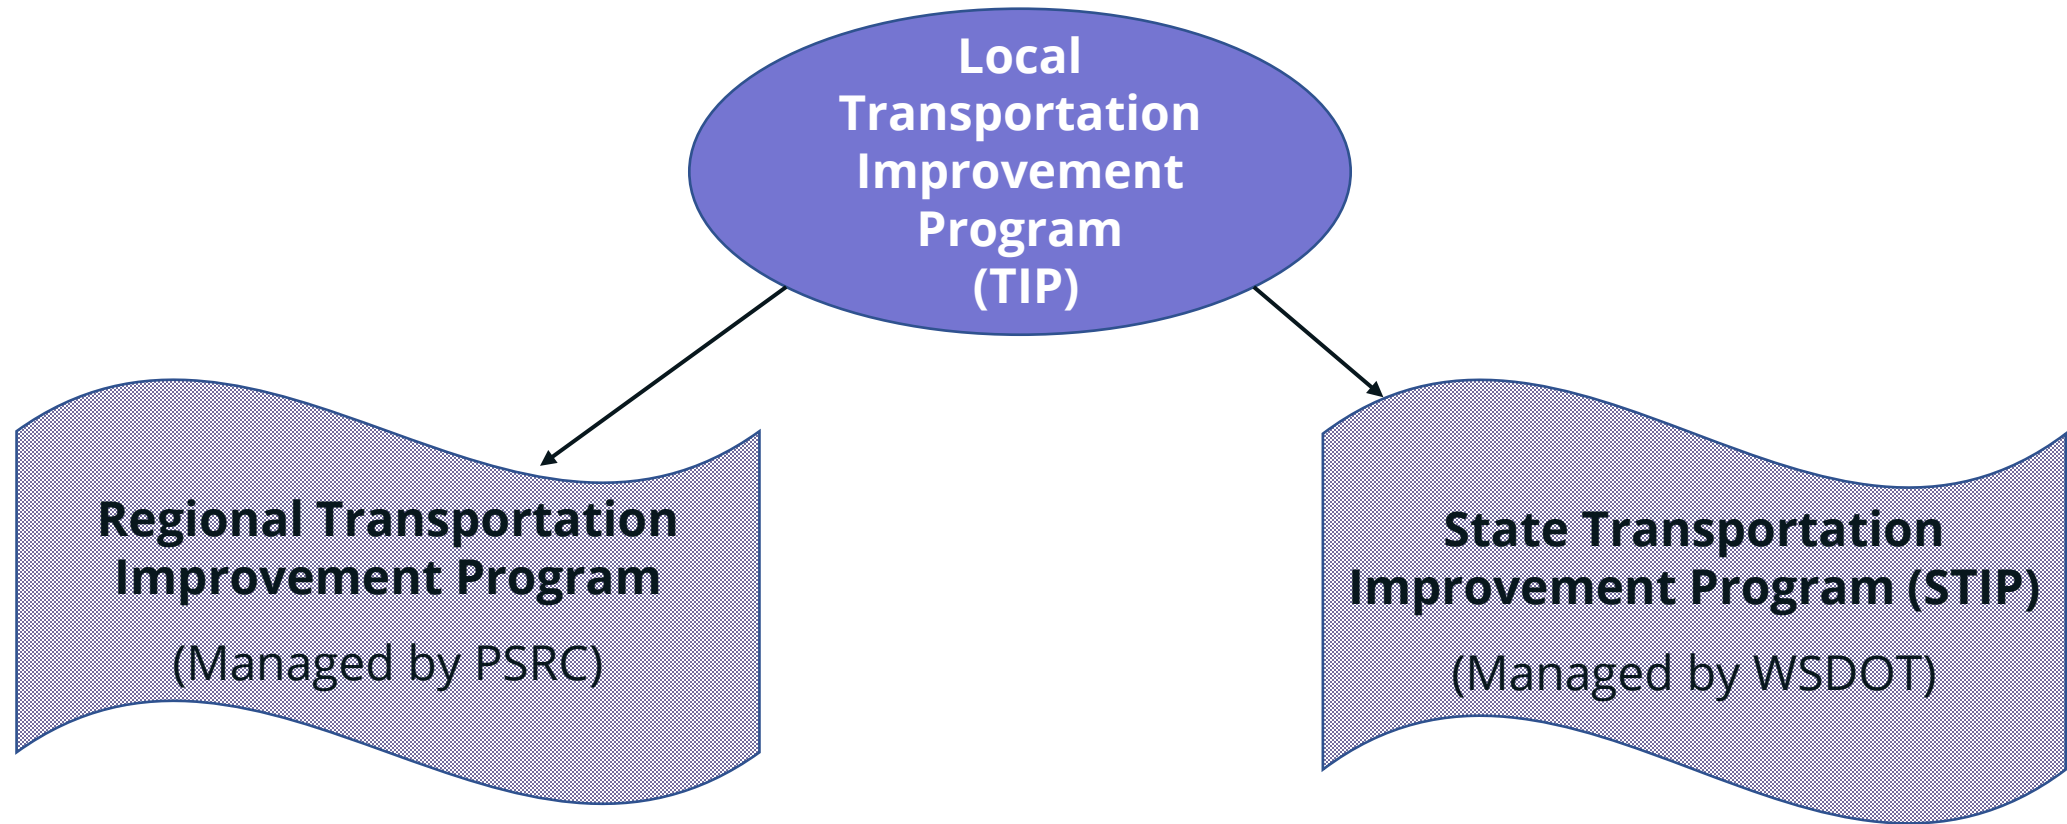 Local
Transportation
Improvement
Program
(TIP)
Regional Transportation
Improvement Program
(Managed by PSRC)
State Transportation
Improvement Program (STIP)
(Managed by WSDOT)